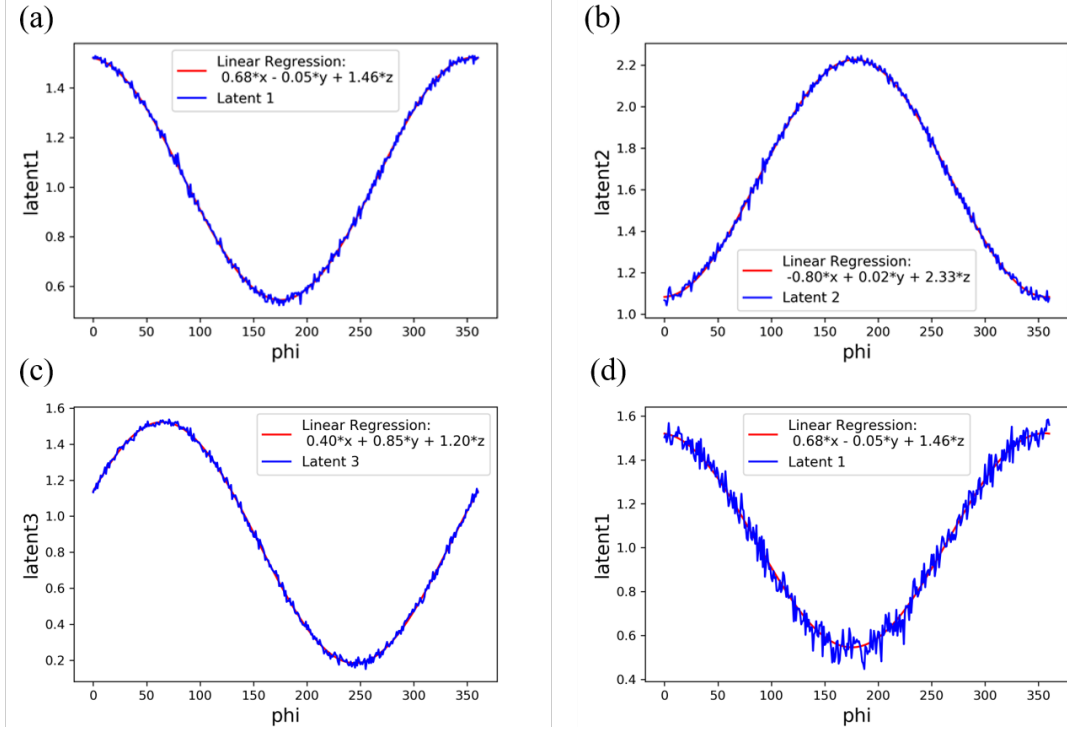 (a)
1.4
1.2
1.0
0.8
0.6
latent1
Linear Regression:
0.68*x - 0.05*y + 1.46*z
Latent 1
0 50 100 150 200 250 300 350
phi
(b)
2.2
2.0
1.8
1.6
1.4
1.2
1.0
latent2
Linear Regression:
-0.80*x + 0.02*y + 2.33*z
Latent 2
0 50 100 150 200 250 300 350
phi
(c)
1.6
1.4
1.2
1.0
0.8
0.6
0.4
0.2
latent3
Linear Regression:
0.40*x + 0.85*y + 1.20*z
Latent 3
0 50 100 150 200 250 300 350
phi
(d)
1.6
1.4
1.2
1.0
0.8
0.6
0.4
latent1
Linear Regression:
0.68*x - 0.05*y + 1.46*z
Latent 1
0 50 100 150 200 250 300 350
phi